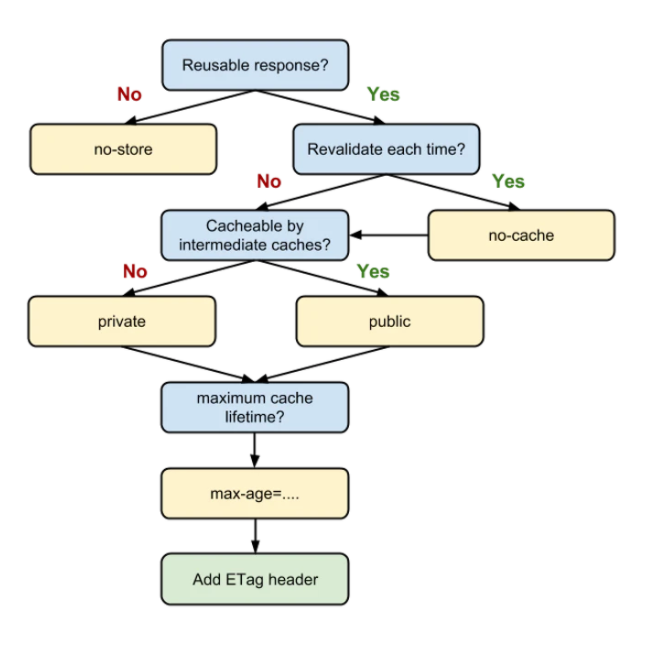 Reusable response?
No
Yes
no-store
Revalidate each time?
No
Yes
Cacheable by
intermediate caches?
no-cache
No
Yes
private
public
maximum cache
lifetime?
max-age=....
Add ETag header